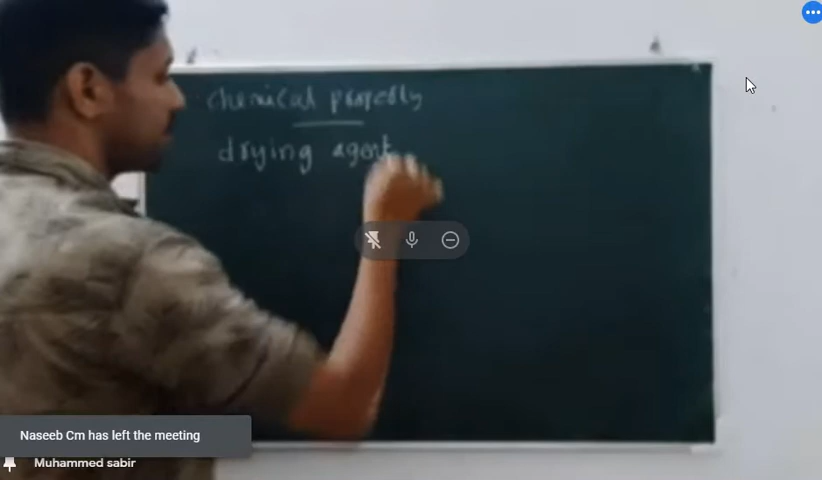 chemical property
drying agent
Naseeb Cm has left the meeting
Muhammed sabir